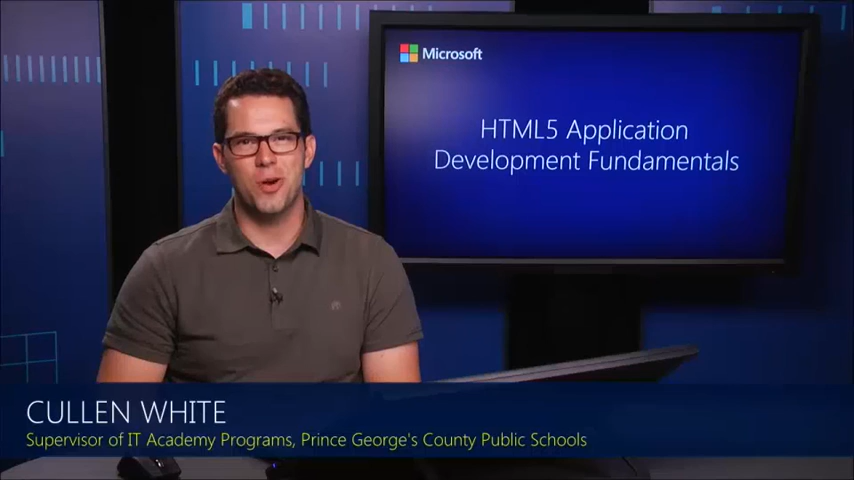 Microsoft
HTML5 Application
Development Fundamentals
CULLEN WHITE
Supervisor of IT Academy Programs, Prince George's County Public Schools